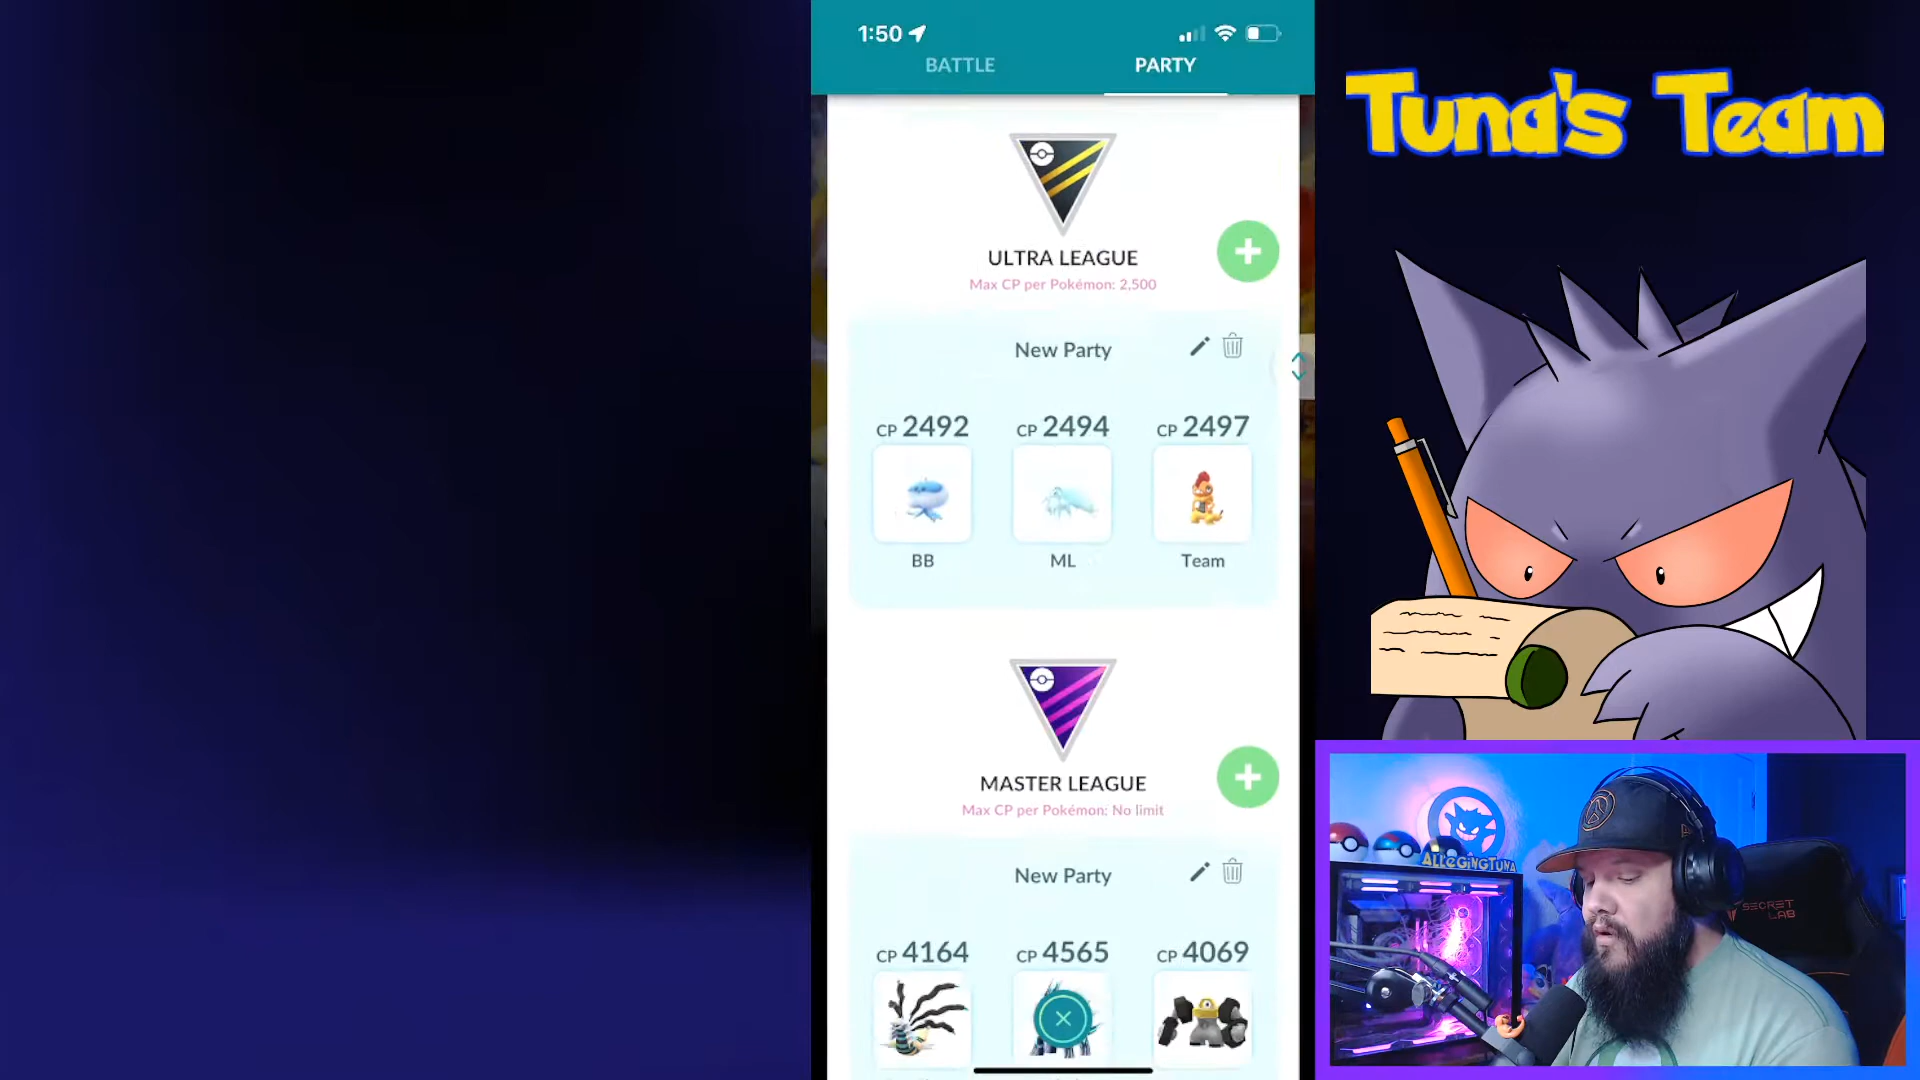 1:50
BATTLE
PARTY
Tuna's Team
ULTRA LEAGUE
Max CP per Pokémon: 2,500
New Party
CP 2492
CP 2494
CP 2497
BB
ML
Team
MASTER LEAGUE
Max CP per Pokémon: No limit
New Party
CP 4164
CP 4565
CP 4069
ALLEGINGTUNA
SECRET
LAB